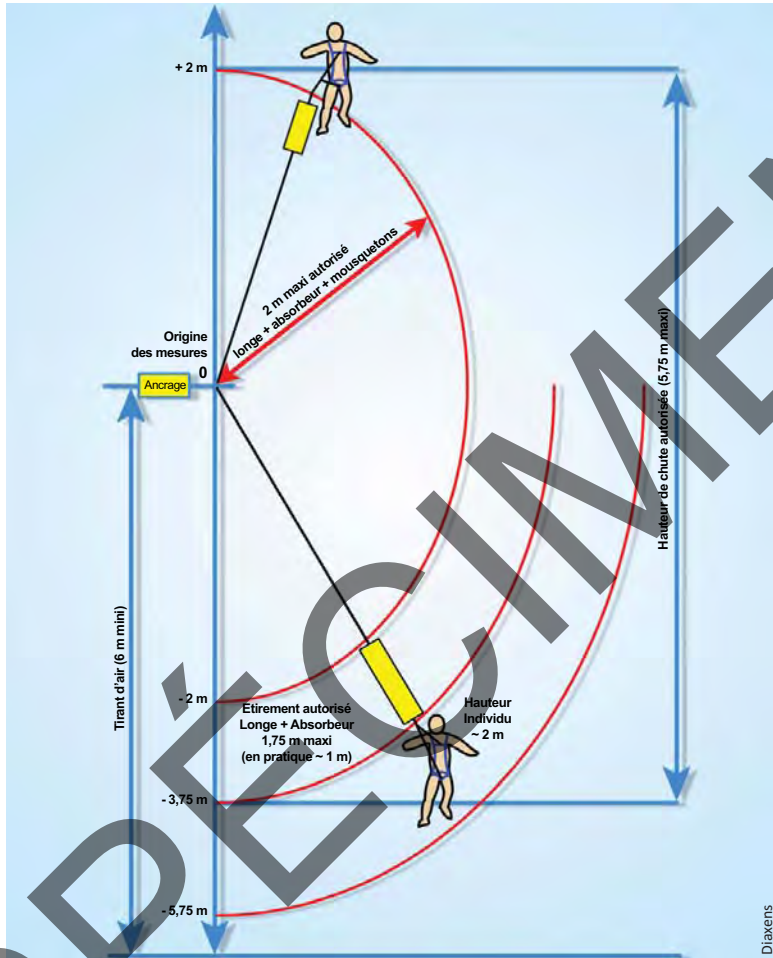 + 2 m
2 m maxi autorisé
longe + absorbeur + mousquetons
Origine
des mesures
0
Ancrage
Hauteur de chute autorisée (5,75 m maxi)
Tirant d'air (6 m mini)
- 2 m
Etirement autorisé
Longe + Absorbeur
1,75 m maxi
(en pratique ~ 1 m)
Hauteur
Individu
~ 2 m
- 3,75 m
- 5,75 m
Diaxens
PÉCIME